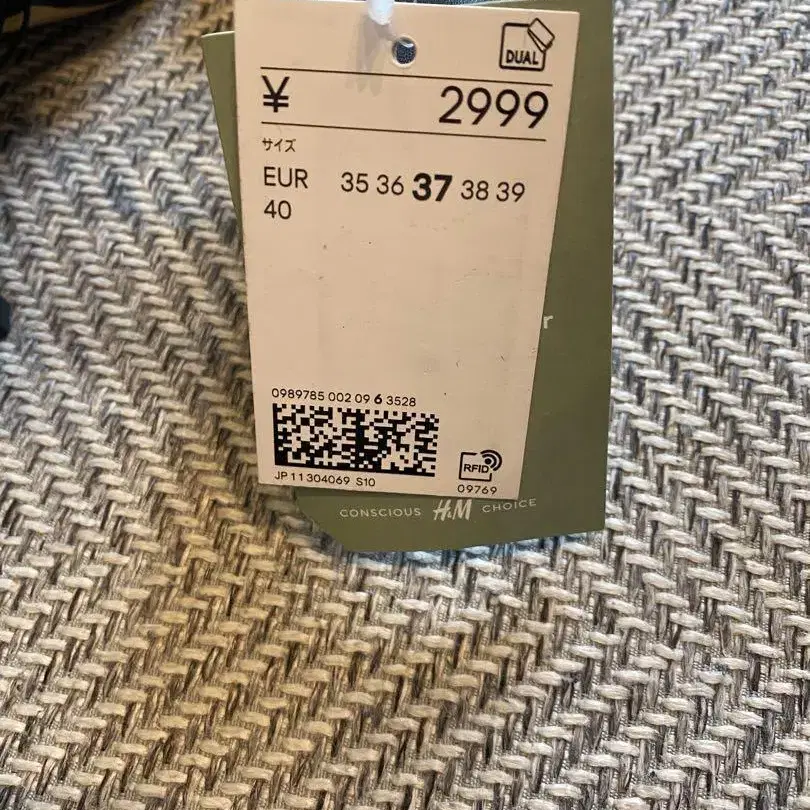 DUAL
¥ 2999
サイズ
EUR 35 36 37 38 39
40
r
0989785 002 09 6 3528
JP 11 304069 S10
RFID
09769
CONSCIOUS H&M CHOICE